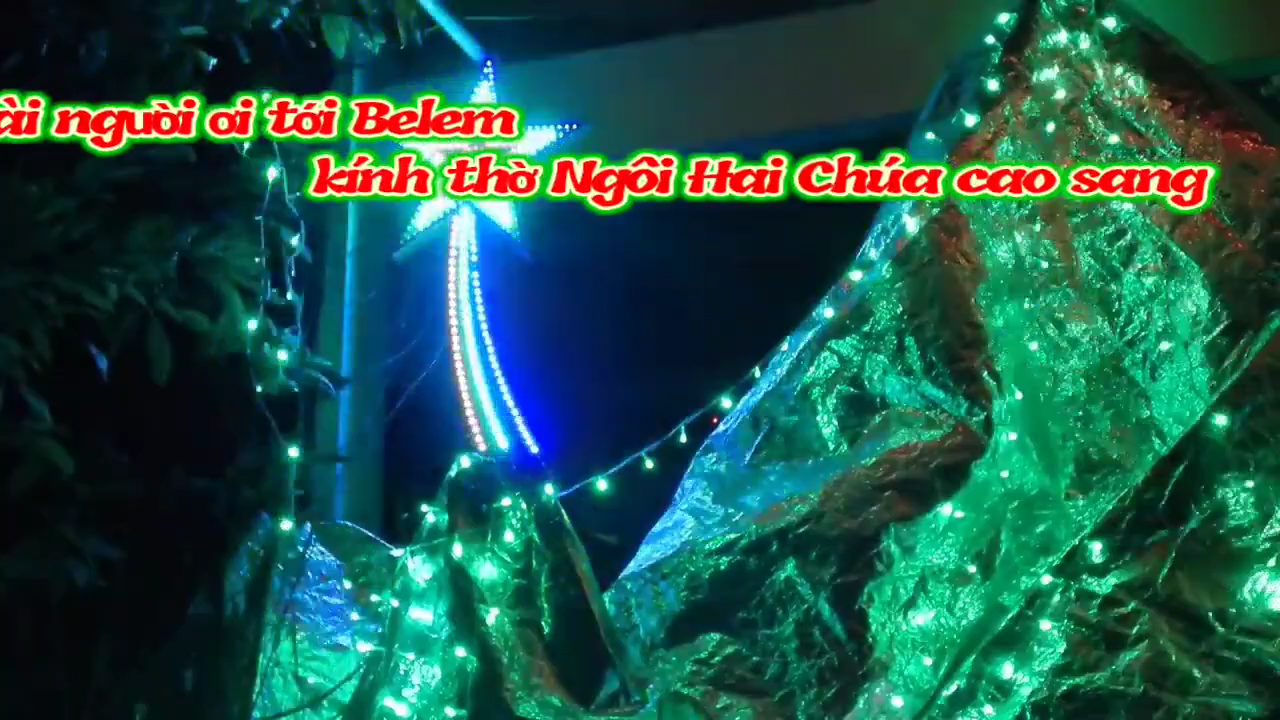 ài người ơi tới Belem
kính thờ Ngôi Hai Chúa cao sang